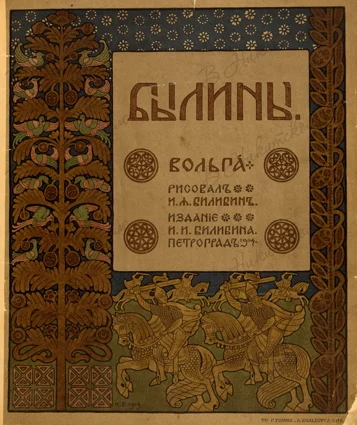 БЫЛИНЫ.
ВОЛЬГА́
РИСОВАЛЪ
И.Я. БИЛИБИНЪ.
ИЗДАНІЕ
И. И. БИЛИБИНА.
ПЕТРОГРАДЪ